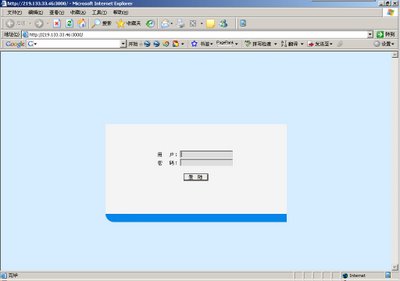 http://219.133.33.46:3000/ - Microsoft Internet Explorer
文件(F) 编辑(E) 查看(V) 收藏(A) 工具(T) 帮助(H)
后退 搜索 收藏夹
地址(D) http://219.133.33.46:3000/ 转到
Google G 开始 书签 PageRank 拼写检查 翻译 发送至 设置
用 户：
密 码：
登 陆
完毕 Internet